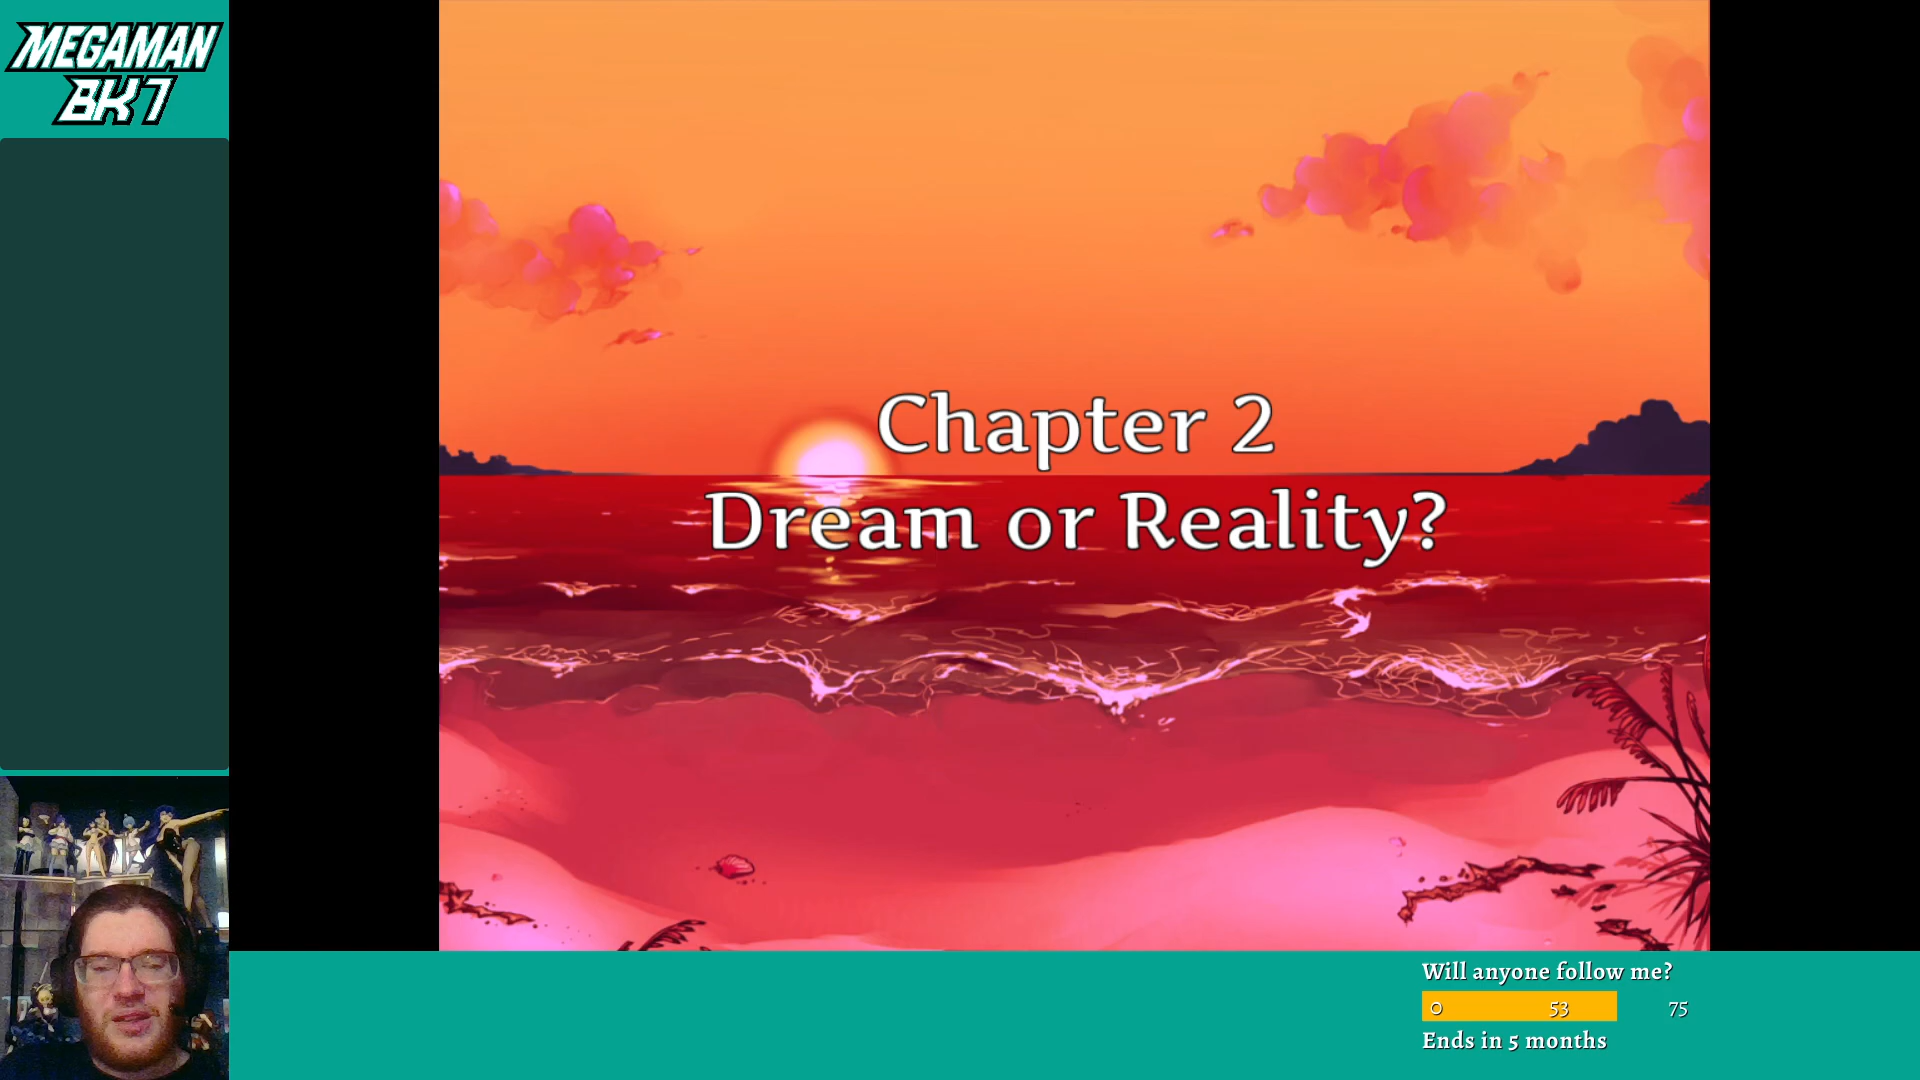 MEGAMAN
BK7
Chapter 2
Dream or Reality?
Will anyone follow me?
0 53 75
Ends in 5 months